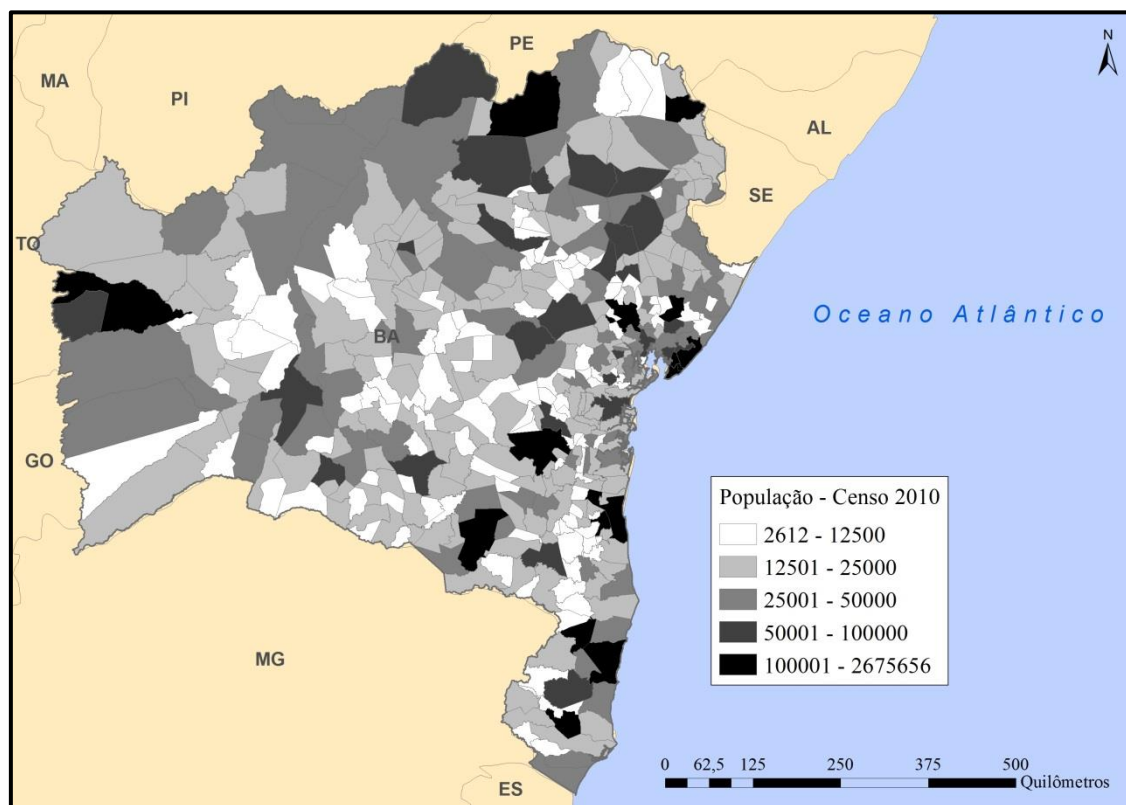 PE
N
MA
PI
AL
SE
TO
Oceano Atlântico
BA
GO
População - Censo 2010
2612 - 12500
12501 - 25000
25001 - 50000
50001 - 100000
100001 - 2675656
MG
0 62,5 125 250 375 500
Quilômetros
ES